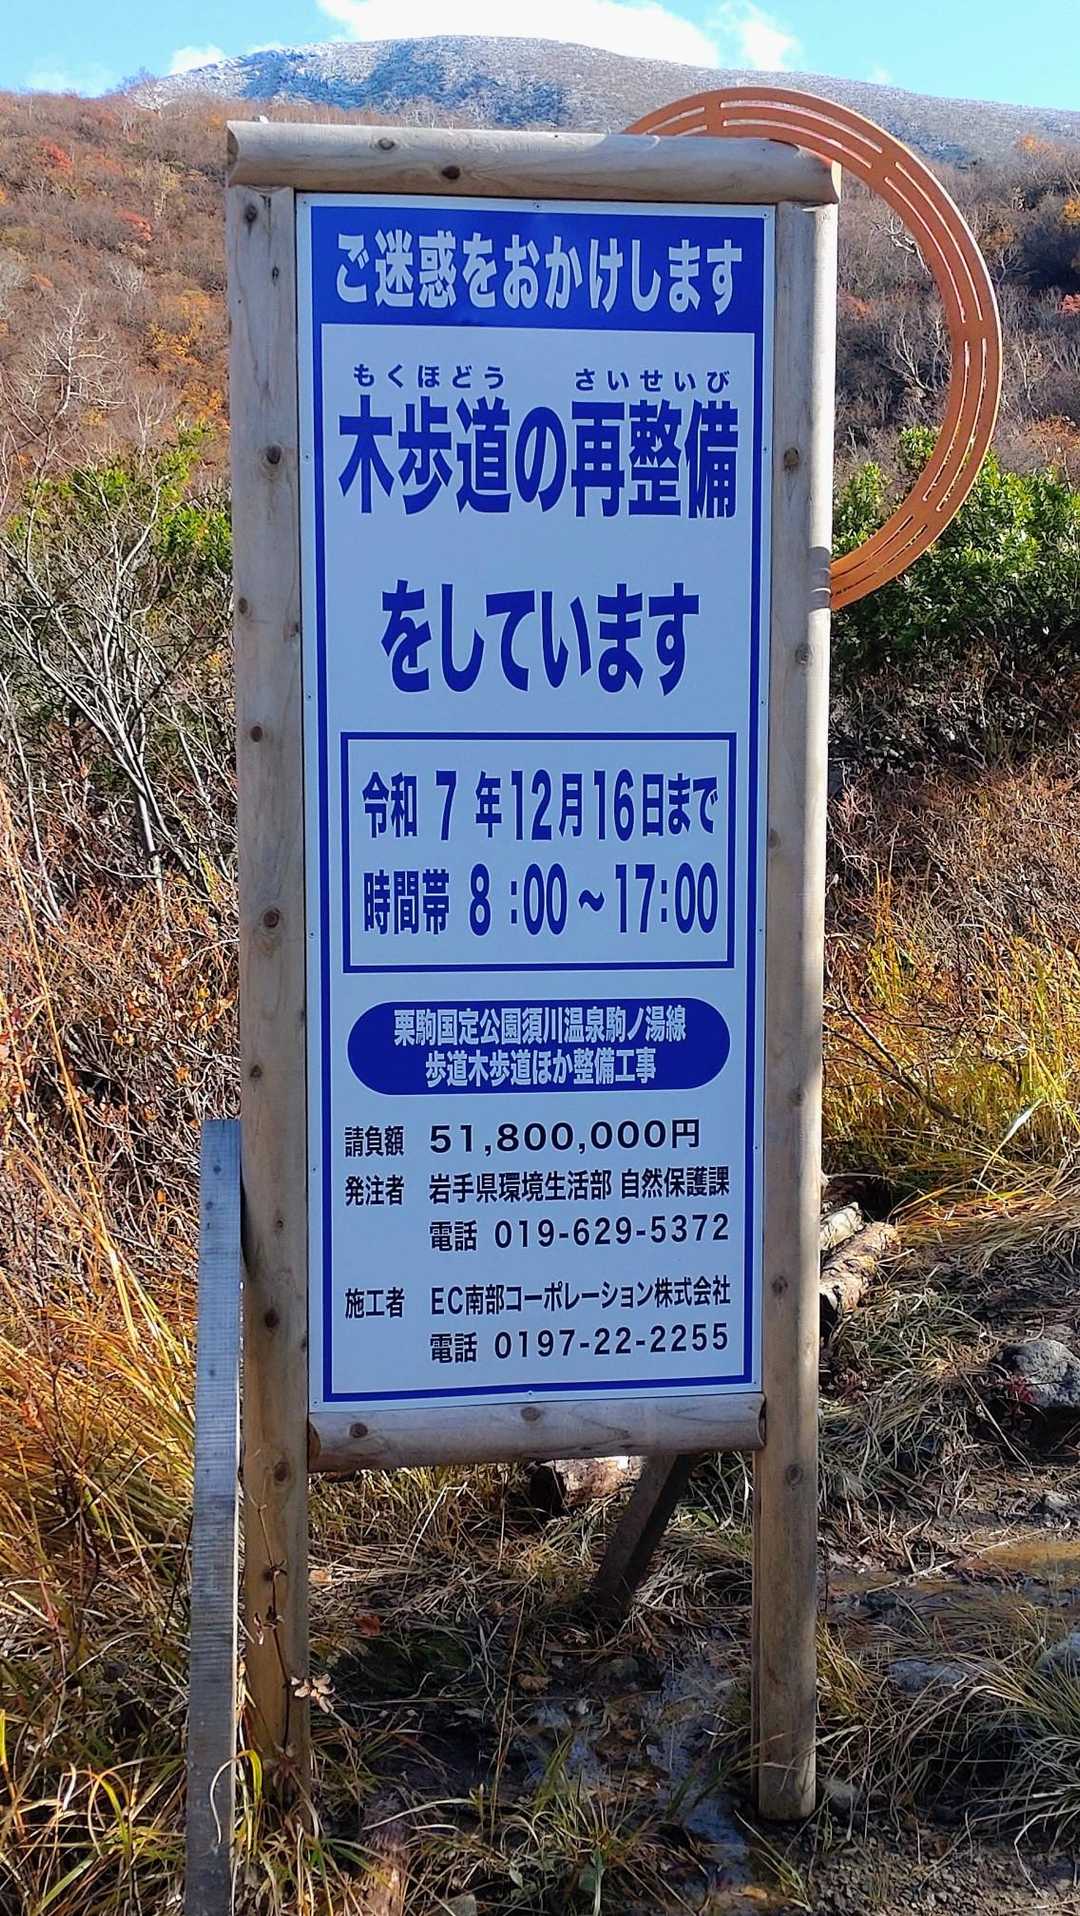 ご迷惑をおかけします
もくほどう さいせいび
木歩道の再整備
をしています
令和 7 年12月16日まで
時間帯 8:00～17:00
栗駒国定公園須川温泉駒ノ湯線
歩道木歩道ほか整備工事
請負額 51,800,000円
発注者 岩手県環境生活部 自然保護課
電話 019-629-5372
施工者 EC南部コーポレーション株式会社
電話 0197-22-2255